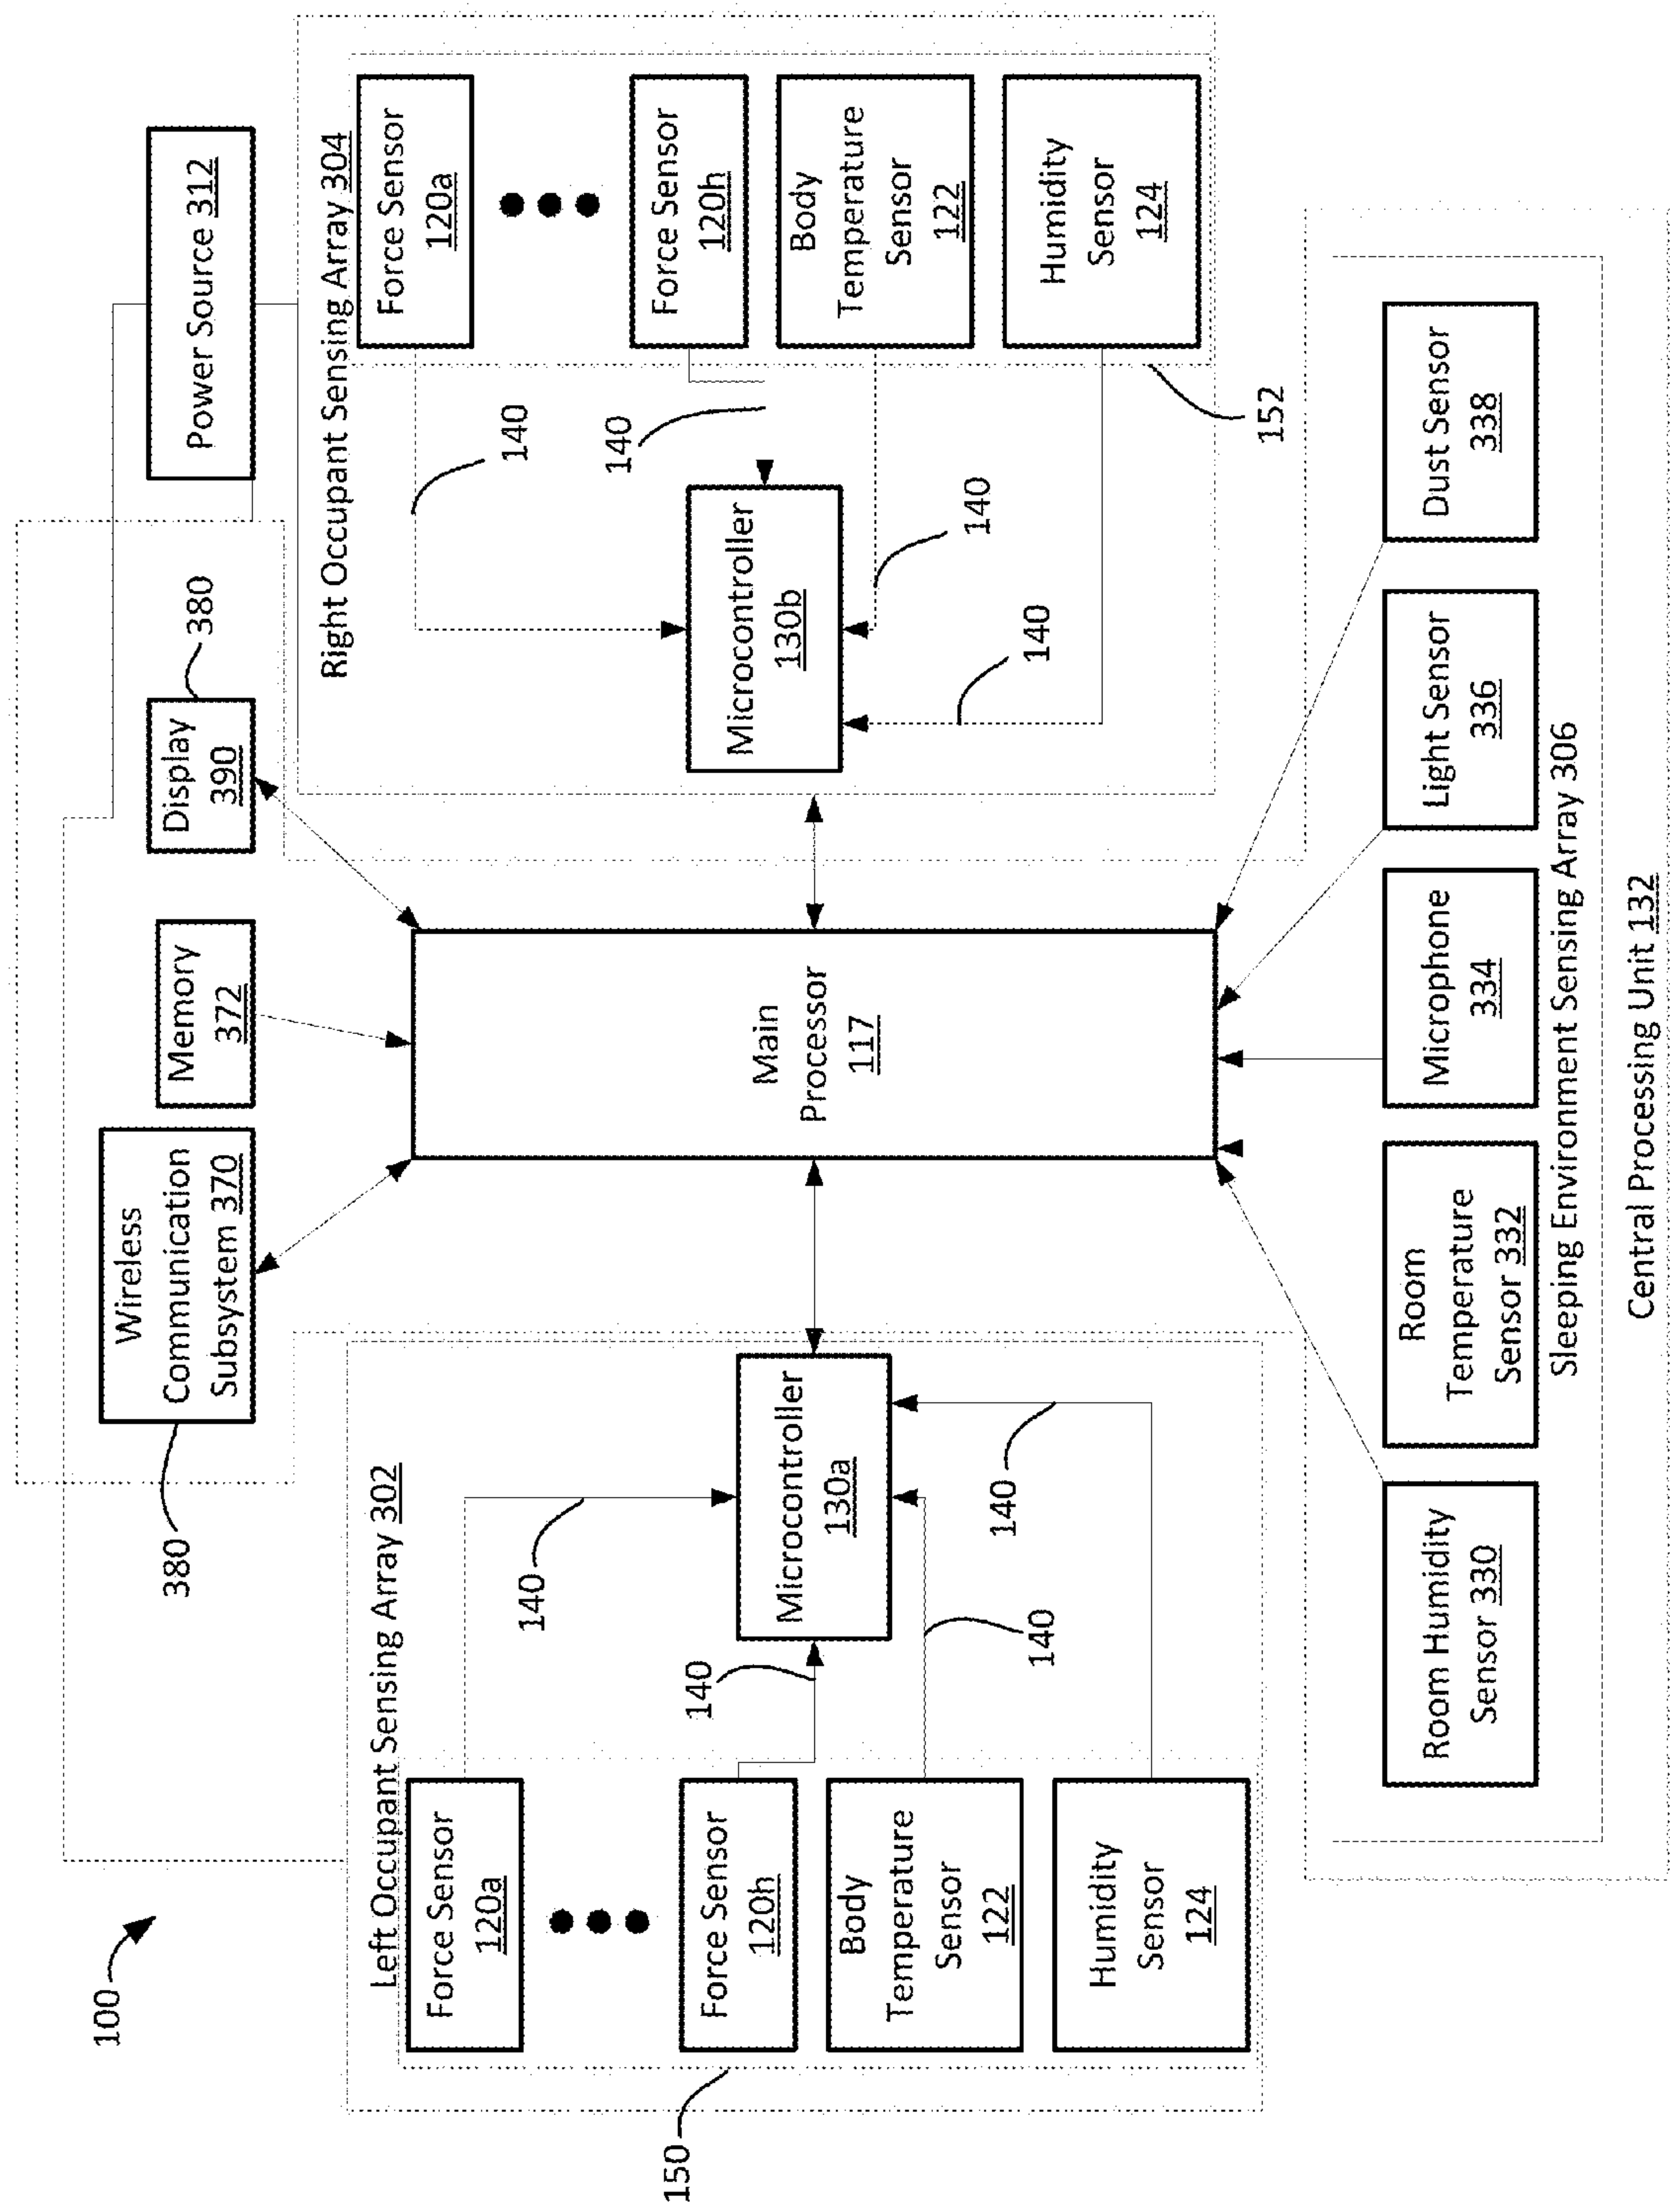 100
380
Wireless
Communication
Subsystem 370
Memory
372
Display
390
380
Power Source 312
Left Occupant Sensing Array 302
150
Force Sensor
120a
Force Sensor
120h
Body
Temperature
Sensor
122
Humidity
Sensor
124
140
140
140
140
Microcontroller
130a
Main
Processor
117
Right Occupant Sensing Array 304
Microcontroller
130b
140
140
140
140
Force Sensor
120a
Force Sensor
120h
Body
Temperature
Sensor
122
Humidity
Sensor
124
152
Room Humidity
Sensor 330
Room
Temperature
Sensor 332
Microphone
334
Light Sensor
336
Dust Sensor
338
Sleeping Environment Sensing Array 306
Central Processing Unit 132